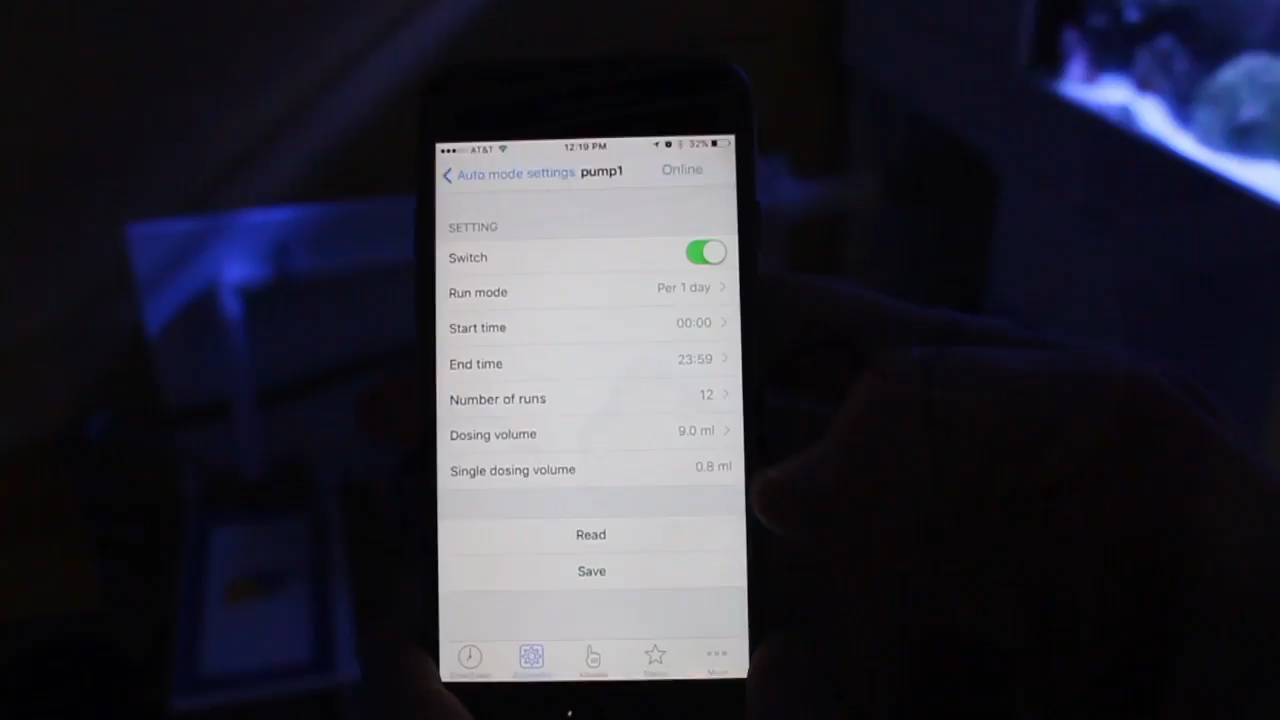 AT&T 12:19 PM 32%
Auto mode settings pump1 Online
SETTING
Switch
Run mode Per 1 day
Start time 00:00
End time 23:59
Number of runs 12
Dosing volume 9.0 ml
Single dosing volume 0.8 ml
Read
Save